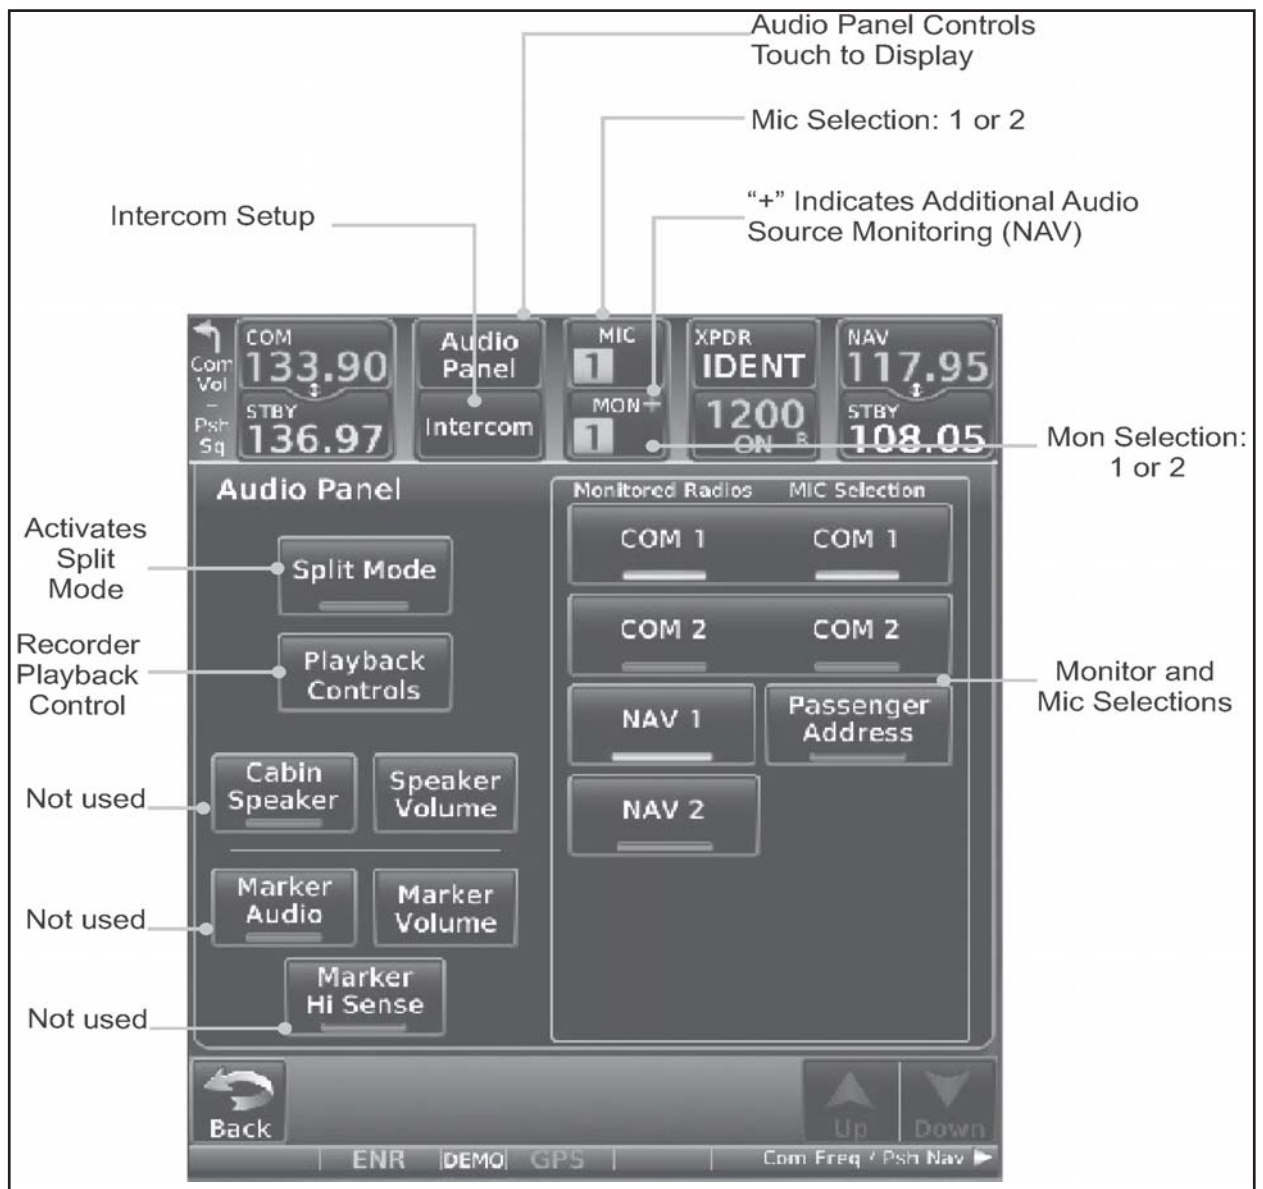 Audio Panel Controls
Touch to Display
Mic Selection: 1 or 2
"+" Indicates Additional Audio
Source Monitoring (NAV)
Intercom Setup
Com
Vol
-
Psh
Sq
COM
133.90
STBY
136.97
Audio
Panel
Intercom
MIC
1
MON+
1
XPDR
IDENT
1200
ON R
NAV
117.95
STBY
108.05
Mon Selection:
1 or 2
Audio Panel
Monitored Radios MIC Selection
Activates
Split
Mode
Split Mode
COM 1 COM 1
COM 2 COM 2
Recorder
Playback
Control
Playback
Controls
Monitor and
Mic Selections
NAV 1
Passenger
Address
Not used
Cabin
Speaker
Speaker
Volume
NAV 2
Not used
Marker
Audio
Marker
Volume
Not used
Marker
Hi Sense
Back
Up
Down
ENR DEMO GPS
Com Freq / Psh Nav